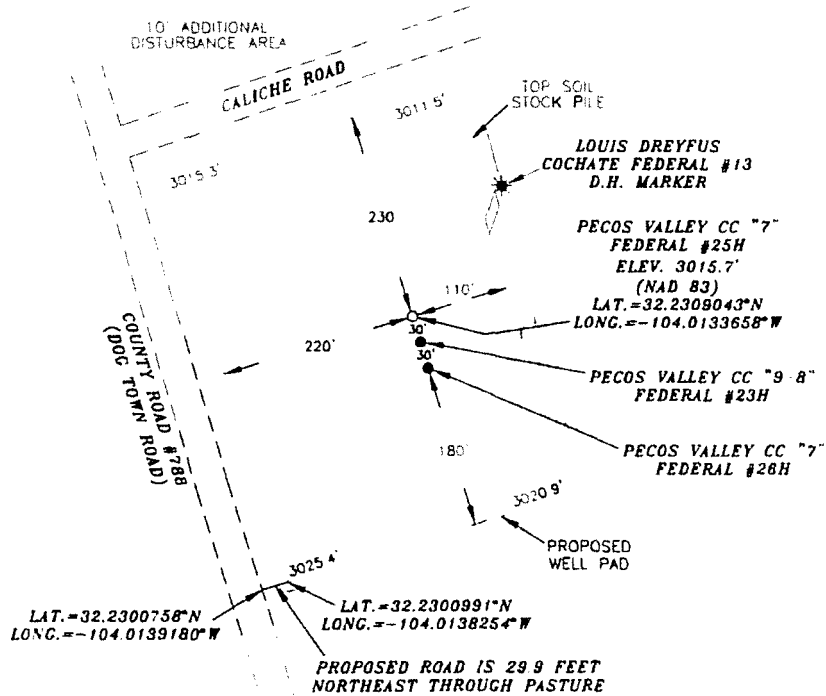 10' ADDITIONAL
DISTURBANCE AREA
CALICHE ROAD
TOP SOIL
STOCK PILE
3011.5'
3015.3'
LOUIS DREYFUS
COCHATE FEDERAL #13
D.H. MARKER
230
PECOS VALLEY CC "7"
FEDERAL #25H
ELEV. 3015.7'
(NAD 83)
LAT.=32.2309043°N
LONG.=-104.0133658°W
110'
30'
220'
30'
PECOS VALLEY CC "9-8"
FEDERAL #23H
COUNTY ROAD #788
(DOG TOWN ROAD)
PECOS VALLEY CC "7"
FEDERAL #26H
180'
3020.9'
PROPOSED
WELL PAD
3025.4'
LAT.=32.2300758°N
LONG.=-104.0139180°W
LAT.=32.2300991°N
LONG.=-104.0138254°W
PROPOSED ROAD IS 29.9 FEET
NORTHEAST THROUGH PASTURE